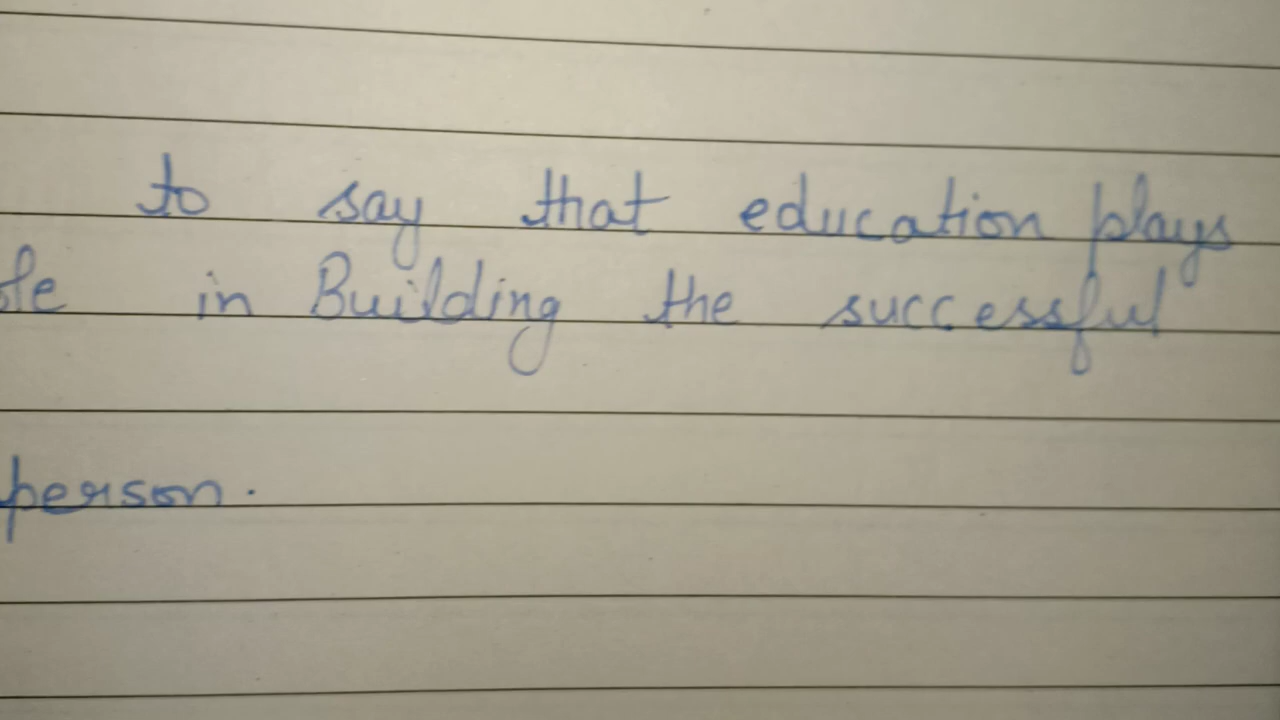 to say that education plays
in Building the successful
person.